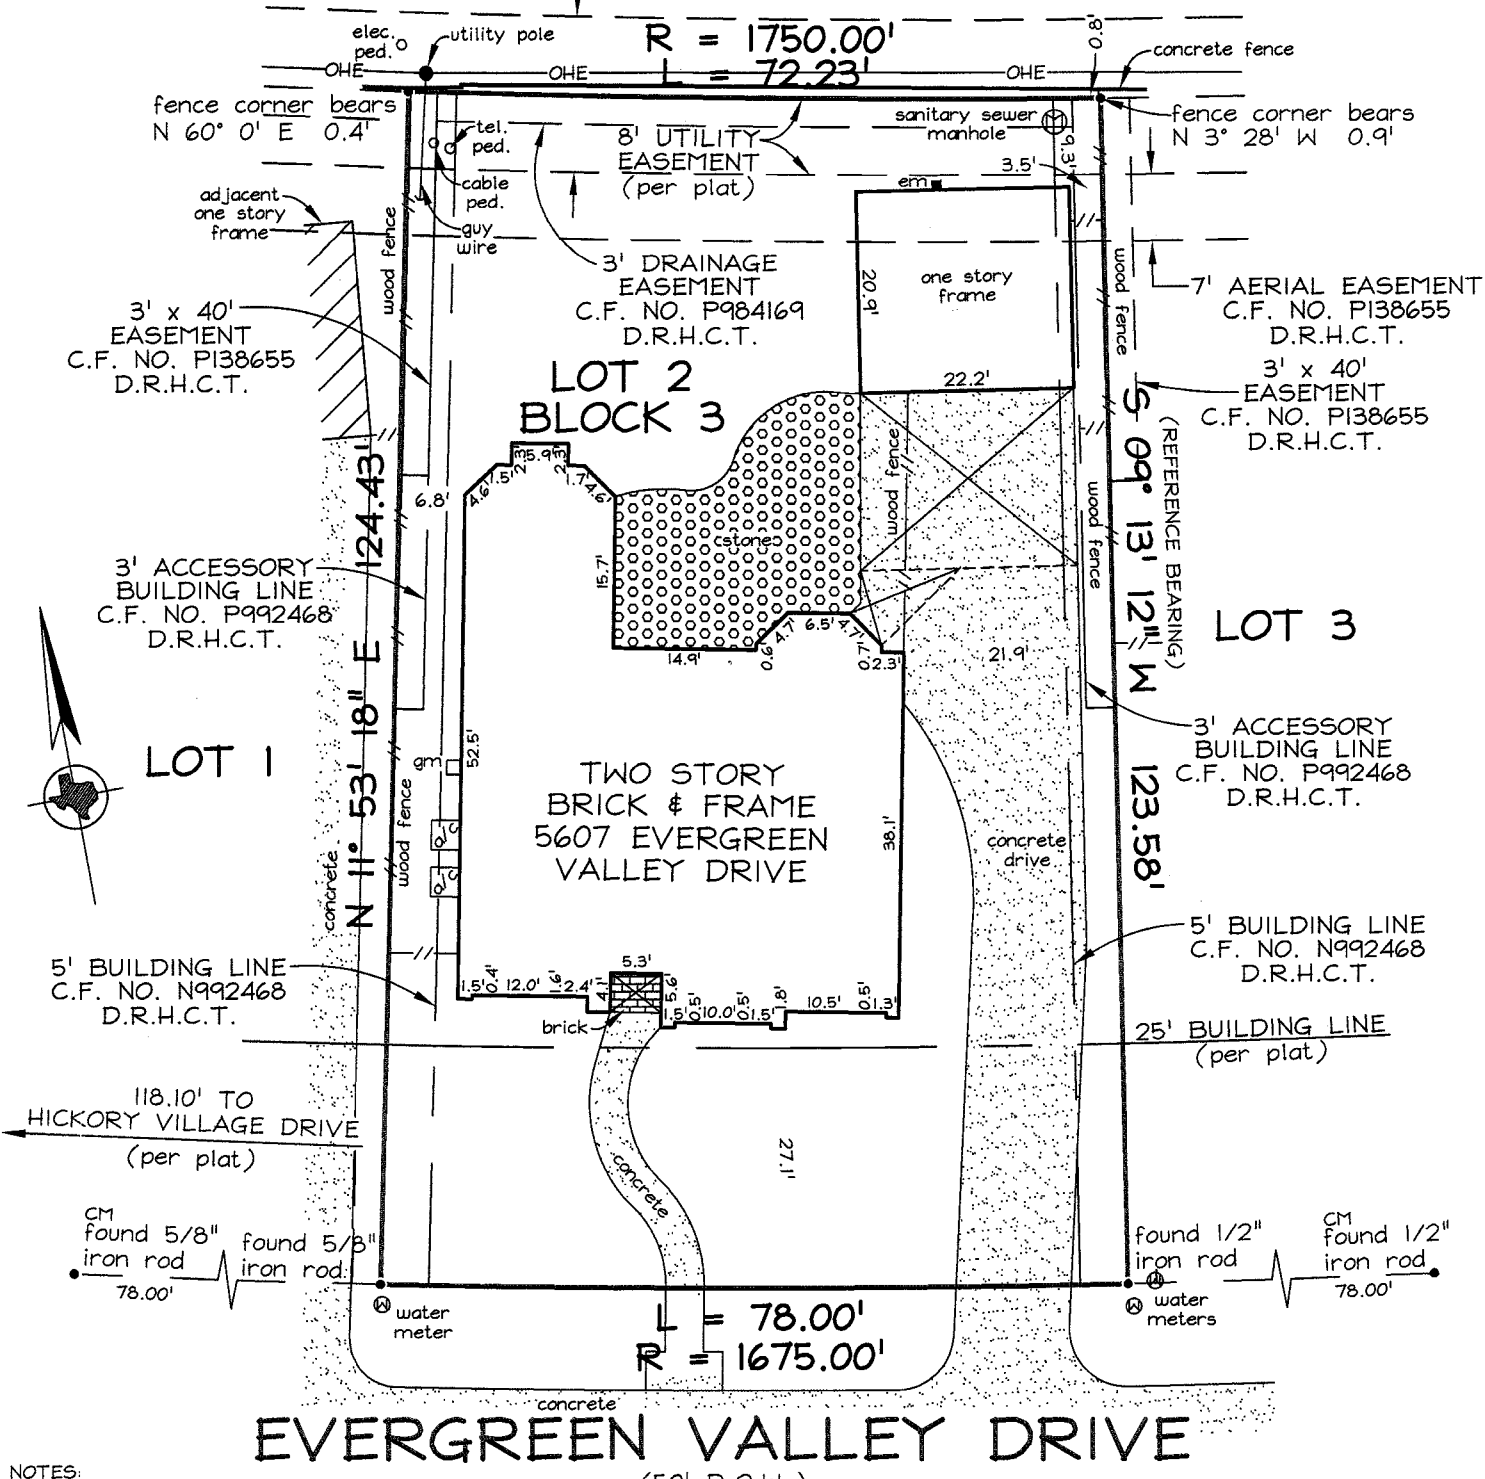 R = 1750.00'
L = 72.23'
0.8'
elec.
ped.
utility pole
concrete fence
OHE
OHE
OHE
fence corner bears
N 60° 0' E 0.4'
tel.
ped.
8' UTILITY
EASEMENT
(per plat)
sanitary sewer
manhole
9.3'
fence corner bears
N 3° 28' W 0.9'
3.5'
em
cable
ped.
guy
wire
adjacent
one story
frame
wood fence
3' DRAINAGE
EASEMENT
C.F. NO. P984169
D.R.H.C.T.
20.9'
one story
frame
wood fence
7' AERIAL EASEMENT
C.F. NO. P138655
D.R.H.C.T.
3' x 40'
EASEMENT
C.F. NO. P138655
D.R.H.C.T.
3' x 40'
EASEMENT
C.F. NO. P138655
D.R.H.C.T.
LOT 2
BLOCK 3
22.2'
wood fence
4.6'
1.5'
2.3'
5.9'
2.3'
1.7'
4.6'
6.8'
15.7'
stone
wood fence
N 11° 53' 18" E 124.43'
S 09° 13' 12" W 123.58'
(REFERENCE BEARING)
3' ACCESSORY
BUILDING LINE
C.F. NO. P992468
D.R.H.C.T.
14.9'
0.6'
4.7'
6.5'
4.7'
0.7'
2.3'
21.9'
LOT 3
LOT 1
3' ACCESSORY
BUILDING LINE
C.F. NO. P992468
D.R.H.C.T.
gm
52.5'
TWO STORY
BRICK & FRAME
5607 EVERGREEN
VALLEY DRIVE
38.1'
concrete
drive
wood fence
concrete
5' BUILDING LINE
C.F. NO. N992468
D.R.H.C.T.
5' BUILDING LINE
C.F. NO. N992468
D.R.H.C.T.
1.5'
0.4'
12.0'
2.4'
4.1'
5.3'
5.6'
1.5'
0.5'
10.0'
0.5'
1.5'
1.8'
10.5'
0.5'
1.3'
brick
25' BUILDING LINE
(per plat)
118.10' TO
HICKORY VILLAGE DRIVE
(per plat)
27.1'
concrete
CM
found 5/8"
iron rod
78.00'
found 5/8"
iron rod
found 1/2"
iron rod
CM
found 1/2"
iron rod
78.00'
W
water
meter
W
W
water
meters
L = 78.00'
R = 1675.00'
concrete
EVERGREEN VALLEY DRIVE
NOTES: